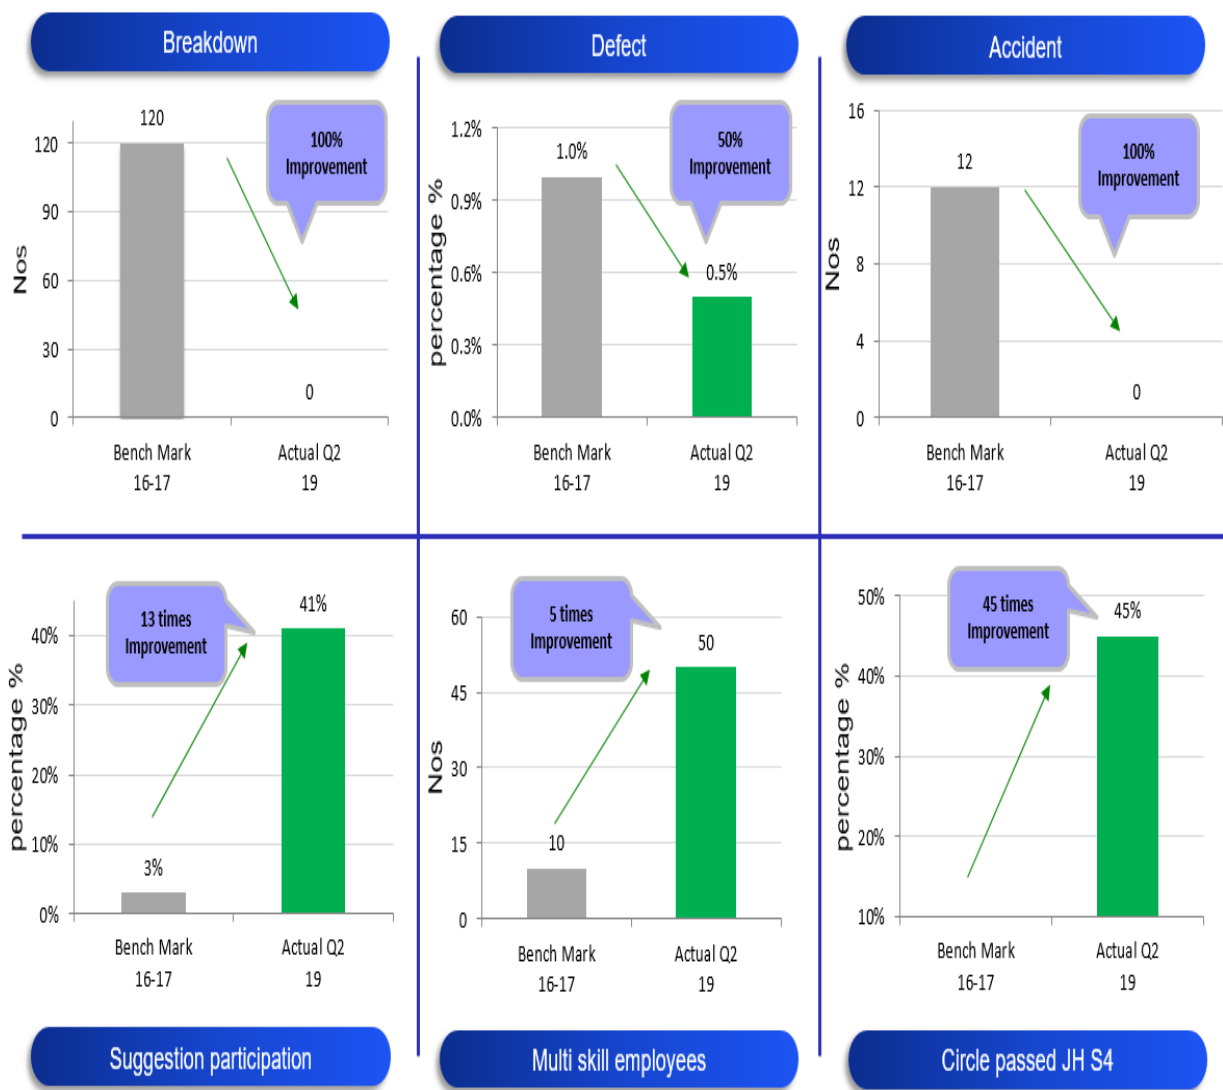 Breakdown
Defect
Accident
120
100%
Improvement
120
90
60
30
0
Nos
0
Bench Mark
16-17
Actual Q2
19
1.2%
1.0%
50%
Improvement
0.9%
0.6%
0.5%
0.3%
0.0%
percentage %
Bench Mark
16-17
Actual Q2
19
16
12
100%
Improvement
12
8
4
0
Nos
0
Bench Mark
16-17
Actual Q2
19
13 times
Improvement
41%
40%
30%
20%
10%
0%
percentage %
3%
Bench Mark
16-17
Actual Q2
19
5 times
Improvement
60
50
45
30
15
0
Nos
10
Bench Mark
16-17
Actual Q2
19
50%
45 times
Improvement
45%
40%
30%
20%
10%
percentage %
Bench Mark
16-17
Actual Q2
19
Suggestion participation
Multi skill employees
Circle passed JH S4